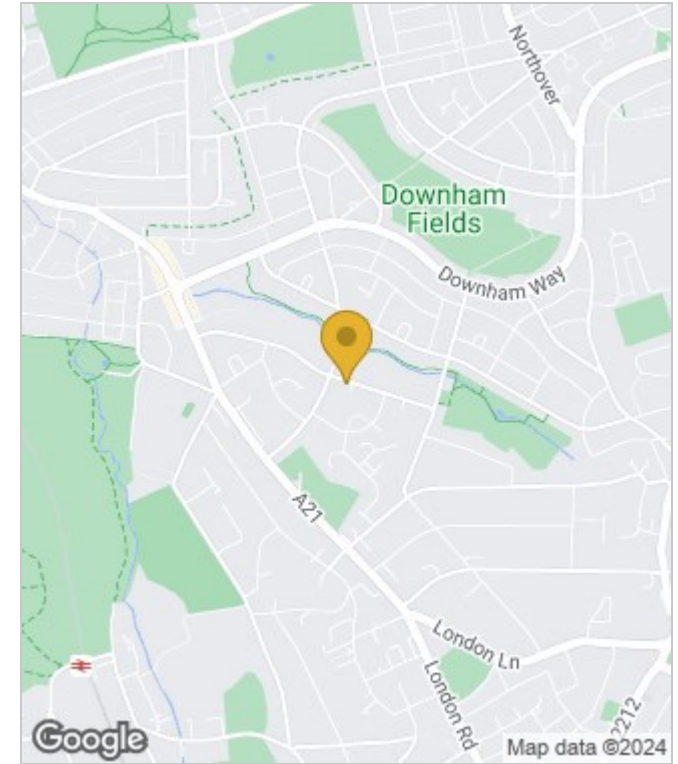 Northover
Downham
Fields
Downham Way
A21
London Ln
London Rd
2212
Google
Map data ©2024